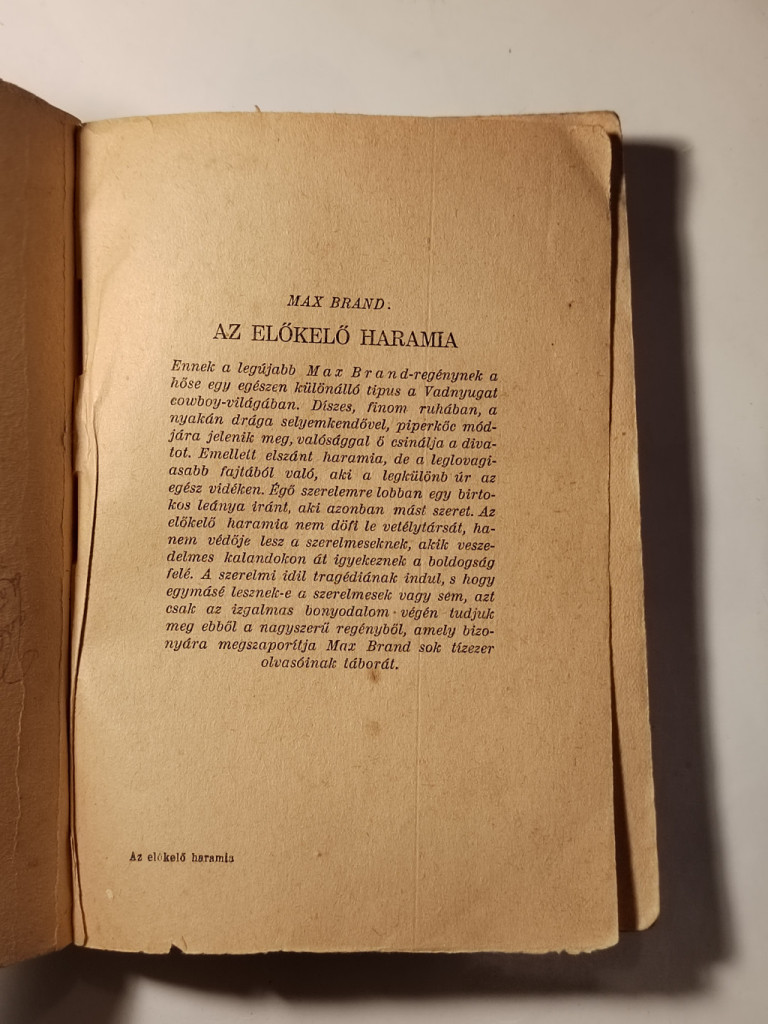 MAX BRAND:
AZ ELŐKELŐ HARAMIA
Ennek a legújabb Max Brand-regénynek a
hőse egy egészen különálló tipus a Vadnyugat
cowboy-világában. Díszes, finom ruhában, a
nyakán drága selyemkendővel, piperkőc mód-
jára jelenik meg, valósággal ő csinálja a diva-
tot. Emellett elszánt haramia, de a leglovagi-
asabb fajtából való, aki a legkülönb úr az
egész vidéken. Égő szerelemre lobban egy birto-
kos leánya iránt, aki azonban mást szeret. Az
előkelő haramia nem döfi le vetélytársát, ha-
nem védője lesz a szerelmeseknek, akik vesze-
delmes kalandokon át igyekeznek a boldogság
felé. A szerelmi idil tragédiának indul, s hogy
egymásé lesznek-e a szerelmesek vagy sem, azt
csak az izgalmas bonyodalom végén tudjuk
meg ebből a nagyszerű regényből, amely bizo-
nyára megszaporítja Max Brand sok tízezer
olvasóinak táborát.
Az előkelő haramia